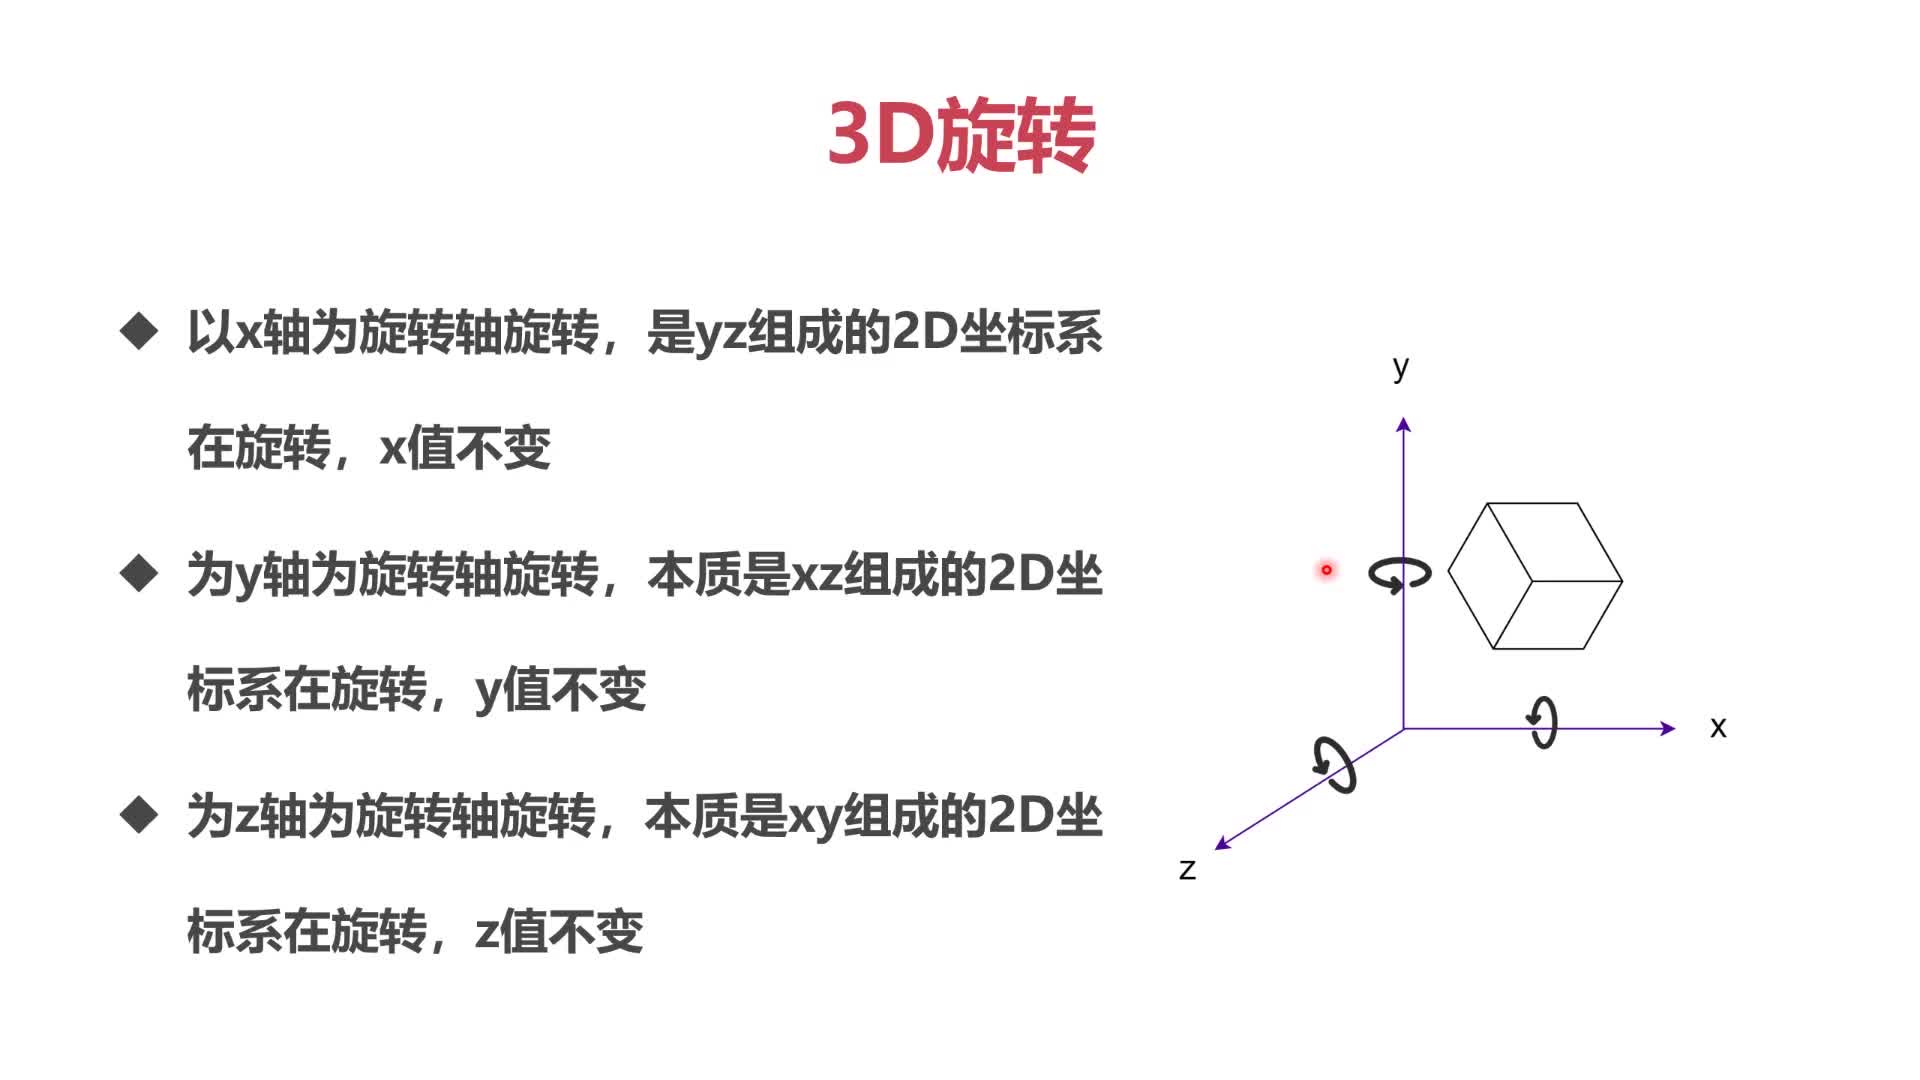 3D旋转
以x轴为旋转轴旋转，是yz组成的2D坐标系
在旋转，x值不变
为y轴为旋转轴旋转，本质是xz组成的2D坐
标系在旋转，y值不变
为z轴为旋转轴旋转，本质是xy组成的2D坐
标系在旋转，z值不变
y
x
z